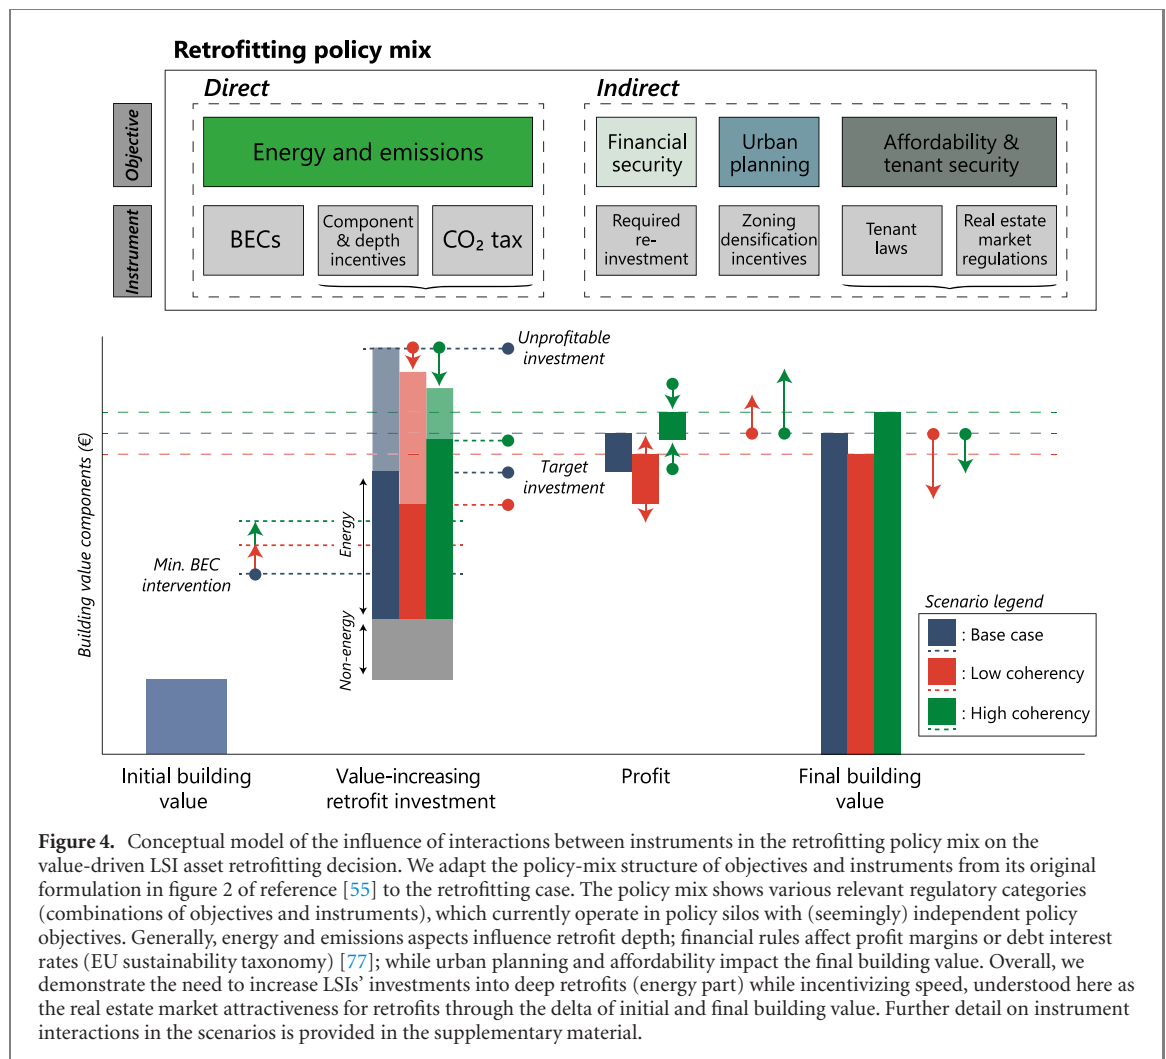 Retrofitting policy mix
Direct
Indirect
Objective
Energy and emissions
Financial
security
Urban
planning
Affordability &
tenant security
Instrument
BECs
Component
& depth
incentives
CO₂ tax
Required
re-
investment
Zoning
densification
incentives
Tenant
laws
Real estate
market
regulations
Building value components (€)
Unprofitable
investment
Target
investment
Min. BEC
intervention
Energy
Non-energy
Scenario legend
: Base case
: Low coherency
: High coherency
Initial building
value
Value-increasing
retrofit investment
Profit
Final building
value
Figure 4. Conceptual model of the influence of interactions between instruments in the retrofitting policy mix on the
value-driven LSI asset retrofitting decision. We adapt the policy-mix structure of objectives and instruments from its original
formulation in figure 2 of reference [55] to the retrofitting case. The policy mix shows various relevant regulatory categories
(combinations of objectives and instruments), which currently operate in policy silos with (seemingly) independent policy
objectives. Generally, energy and emissions aspects influence retrofit depth; financial rules affect profit margins or debt interest
rates (EU sustainability taxonomy) [77]; while urban planning and affordability impact the final building value. Overall, we
demonstrate the need to increase LSIs' investments into deep retrofits (energy part) while incentivizing speed, understood here as
the real estate market attractiveness for retrofits through the delta of initial and final building value. Further detail on instrument
interactions in the scenarios is provided in the supplementary material.